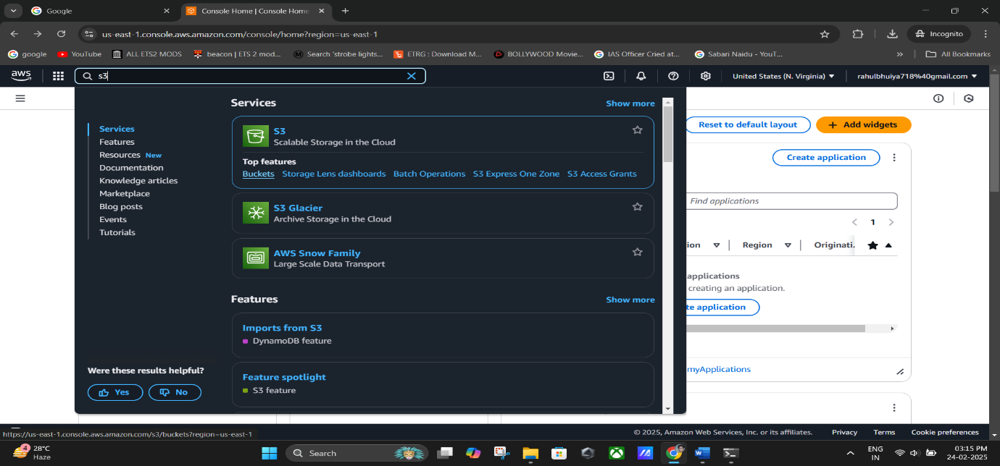 Google
Console Home | Console Home
us-east-1.console.aws.amazon.com/console/home?region=us-east-1
Incognito
google
YouTube
ALL ETS2 MODS
beacon | ETS 2 mod...
Search 'strobe lights...
ETRG : Download M...
BOLLYWOOD Movie...
IAS Officer Cried at...
Sabari Naidu - YouT...
»
All Bookmarks
aws
s3
United States (N. Virginia)
rahulbhuiya718%40gmail.com
Services
Features
Resources New
Documentation
Knowledge articles
Marketplace
Blog posts
Events
Tutorials
Were these results helpful?
Yes
No
Services
Show more
S3
Scalable Storage in the Cloud
Top features
Buckets Storage Lens dashboards Batch Operations S3 Express One Zone S3 Access Grants
S3 Glacier
Archive Storage in the Cloud
AWS Snow Family
Large Scale Data Transport
Features
Show more
Imports from S3
DynamoDB feature
Feature spotlight
S3 feature
Reset to default layout
+ Add widgets
Create application
Find applications
1
ion
Region
Originati.
applications
creating an application.
te application
myApplications
https://us-east-1.console.aws.amazon.com/s3/buckets?region=us-east-1
© 2025, Amazon Web Services, Inc. or its affiliates.
Privacy
Terms
Cookie preferences
4
28°C
Haze
Search
ENG
IN
03:15 PM
24-02-2025